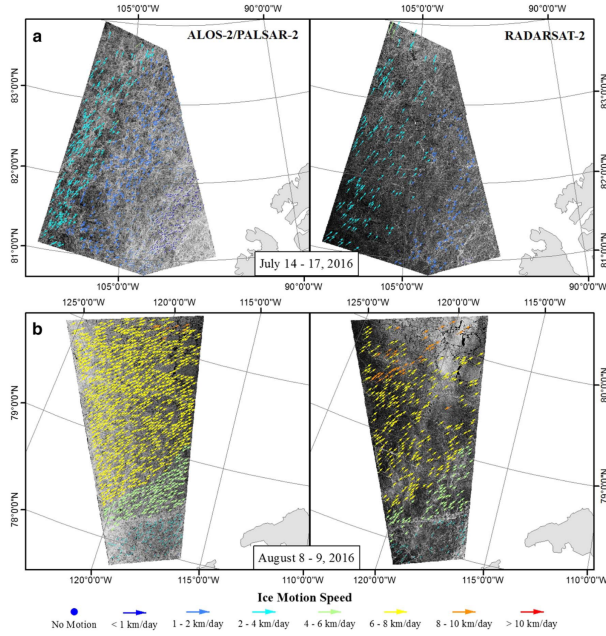 105°0'0"W
90°0'0"W
105°0'0"W
90°0'0"W
a
ALOS-2/PALSAR-2
RADARSAT-2
83°0'0"N
83°0'0"N
82°0'0"N
82°0'0"N
81°0'0"N
81°0'0"N
July 14 - 17, 2016
105°0'0"W
90°0'0"W
105°0'0"W
90°0'0"W
125°0'0"W
120°0'0"W
115°0'0"W
125°0'0"W
120°0'0"W
115°0'0"W
b
79°0'0"N
80°0'0"N
78°0'0"N
79°0'0"N
August 8 - 9, 2016
120°0'0"W
115°0'0"W
110°0'0"W
120°0'0"W
115°0'0"W
110°0'0"W
Ice Motion Speed
No Motion
< 1 km/day
1 - 2 km/day
2 - 4 km/day
4 - 6 km/day
6 - 8 km/day
8 - 10 km/day
> 10 km/day